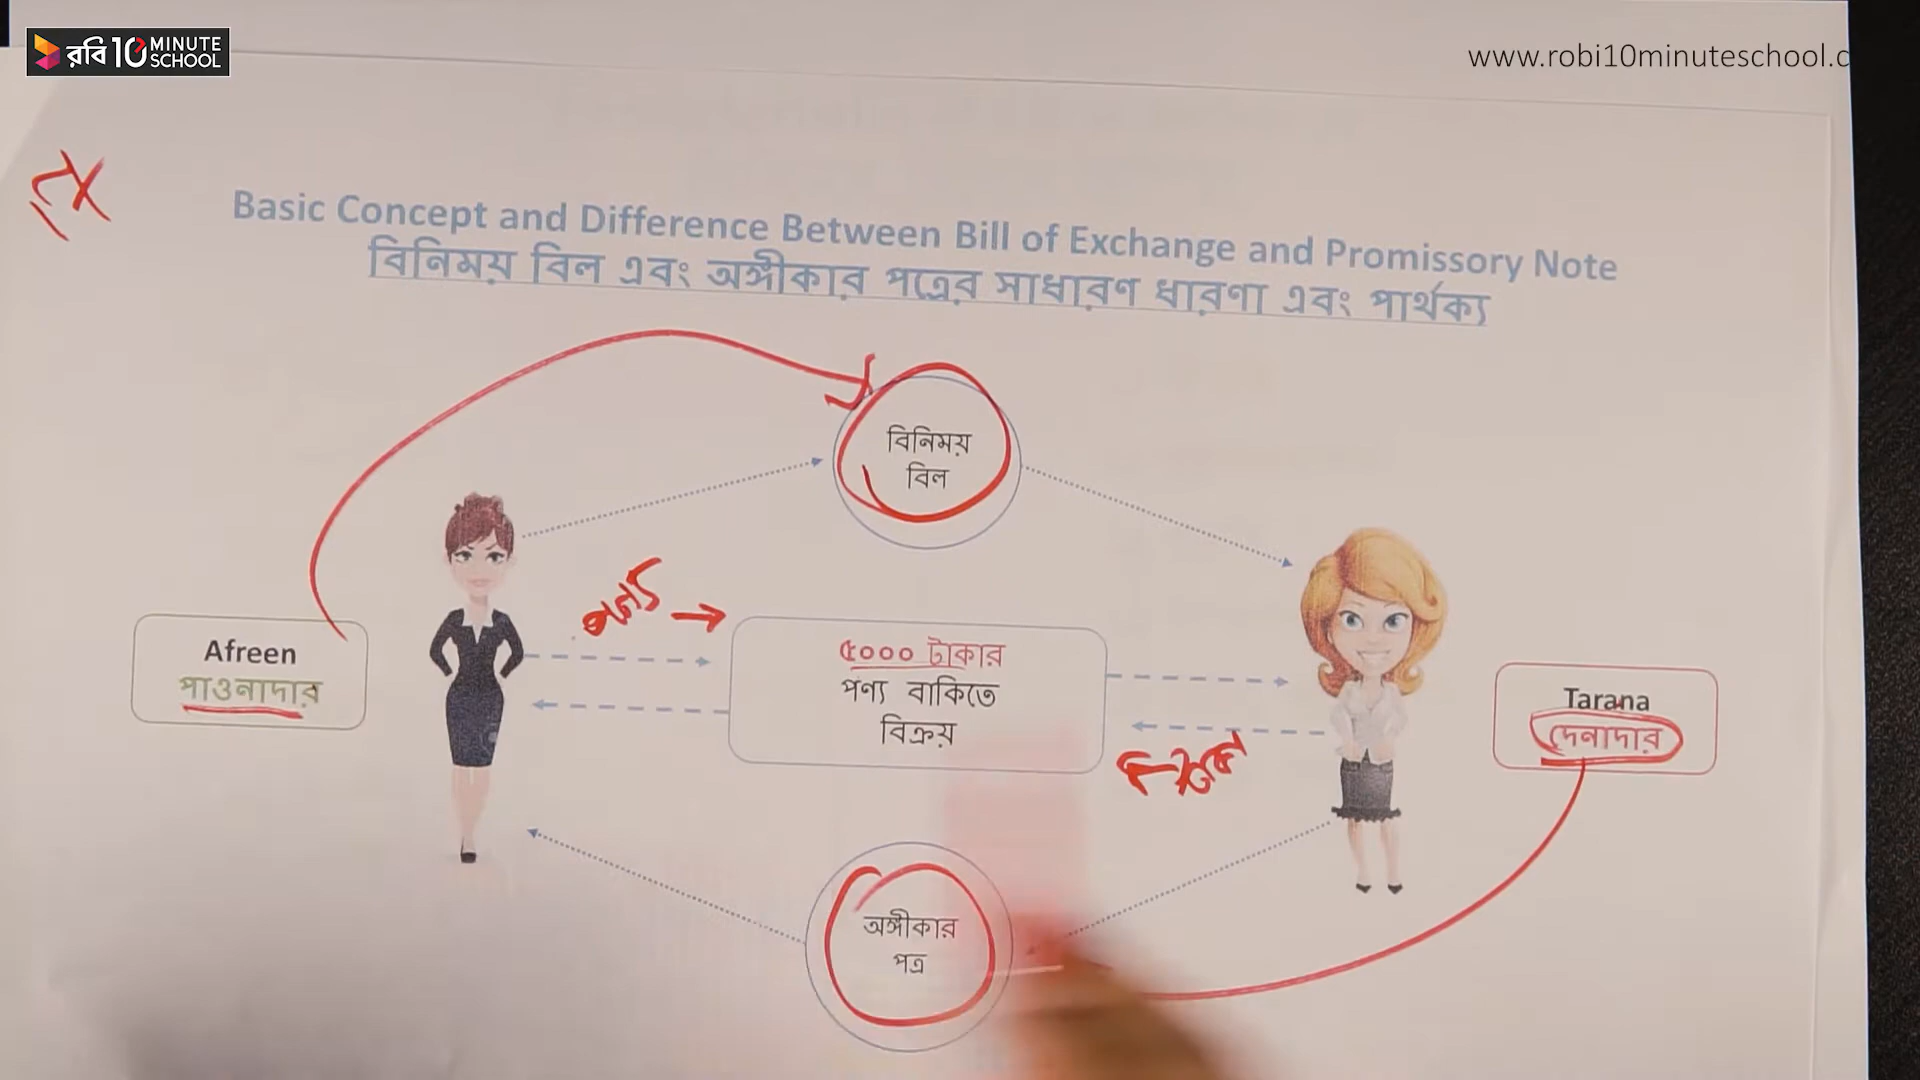 রবি 10 MINUTE SCHOOL
www.robi10minuteschool.c
Basic Concept and Difference Between Bill of Exchange and Promissory Note
বিনিময় বিল এবং অঙ্গীকার পত্রের সাধারণ ধারণা এবং পার্থক্য
বিনিময়
বিল
পন্য
Afreen
পাওনাদার
৫০০০ টাকার
পণ্য বাকিতে
বিক্রয়
Tarana
দেনাদার
অঙ্গীকার
পত্র